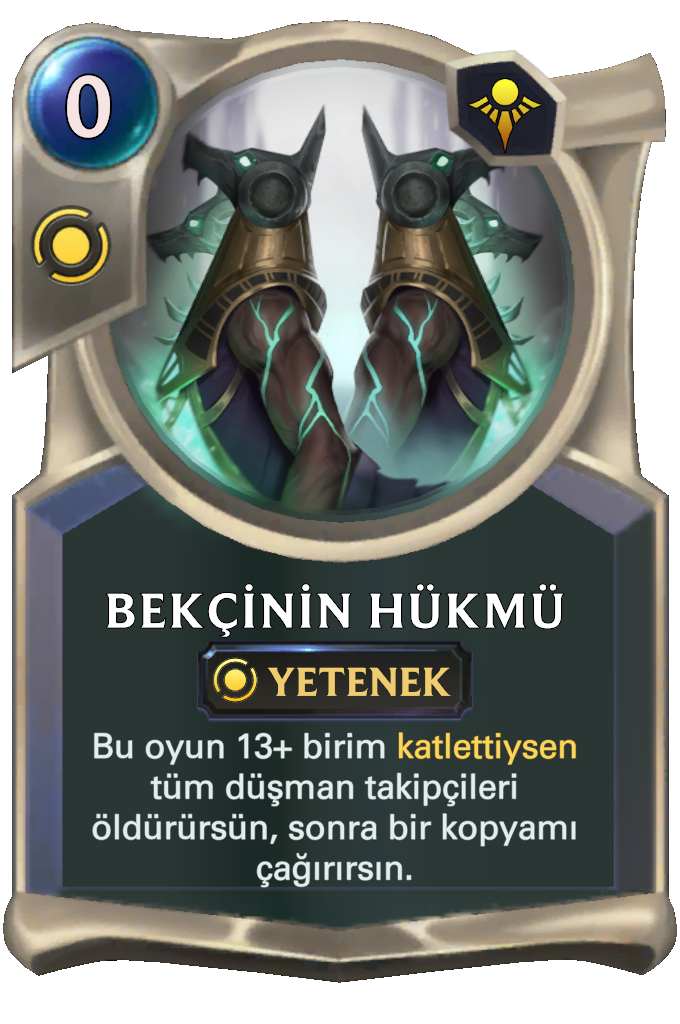 0
BEKÇİNİN HÜKMÜ
YETENEK
Bu oyun 13+ birim katlettiysen
tüm düşman takipçileri
öldürürsün, sonra bir kopyamı
çağırırsın.